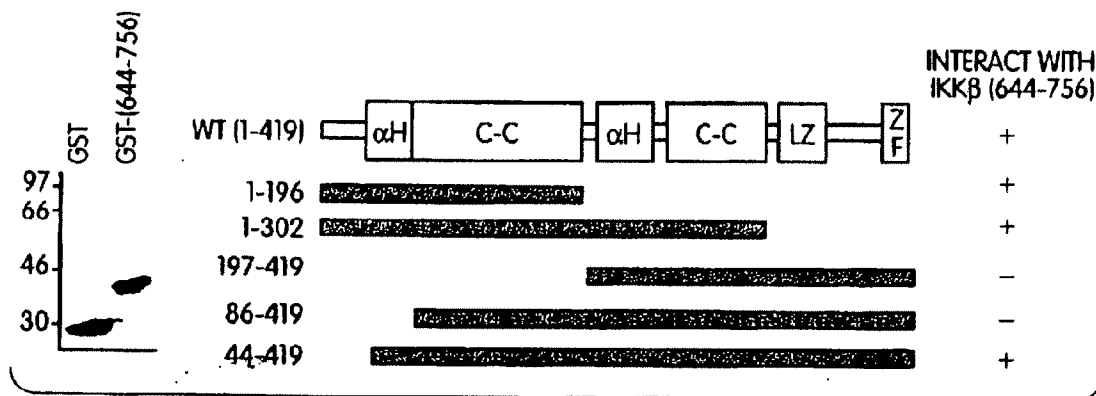 GST
GST-(644-756)
97
66
46
30
INTERACT WITH
IKKβ (644-756)
WT (1-419) αH C-C αH C-C LZ ZF +
1-196 +
1-302 +
197-419 −
86-419 −
44-419 +